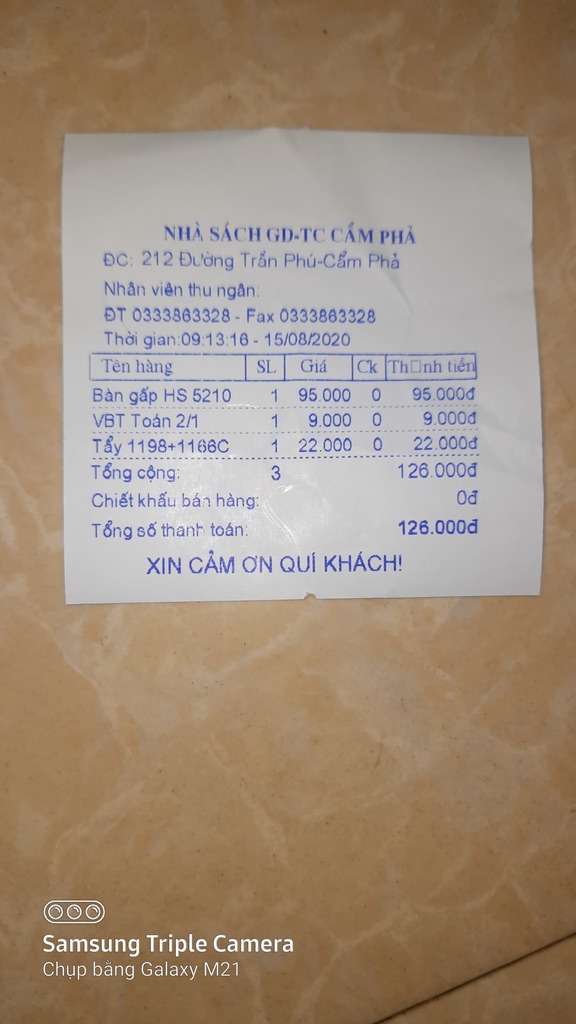 NHÀ SÁCH GD-TC CẨM PHẢ
ĐC: 212 Đường Trần Phú-Cẩm Phả
Nhân viên thu ngân:
ĐT 0333863328 - Fax 0333863328
Thời gian:09:13:16 - 15/08/2020
Tên hàng SL Giá Ck Th□nh tiền
Bàn gấp HS 5210 1 95.000 0 95.000đ
VBT Toán 2/1 1 9.000 0 9.000đ
Tẩy 1198+1166C 1 22.000 0 22.000đ
Tổng cộng: 3 126.000đ
Chiết khấu bán hàng: 0đ
Tổng số thanh toán: 126.000đ
XIN CẢM ƠN QUÍ KHÁCH!
Samsung Triple Camera
Chụp bằng Galaxy M21